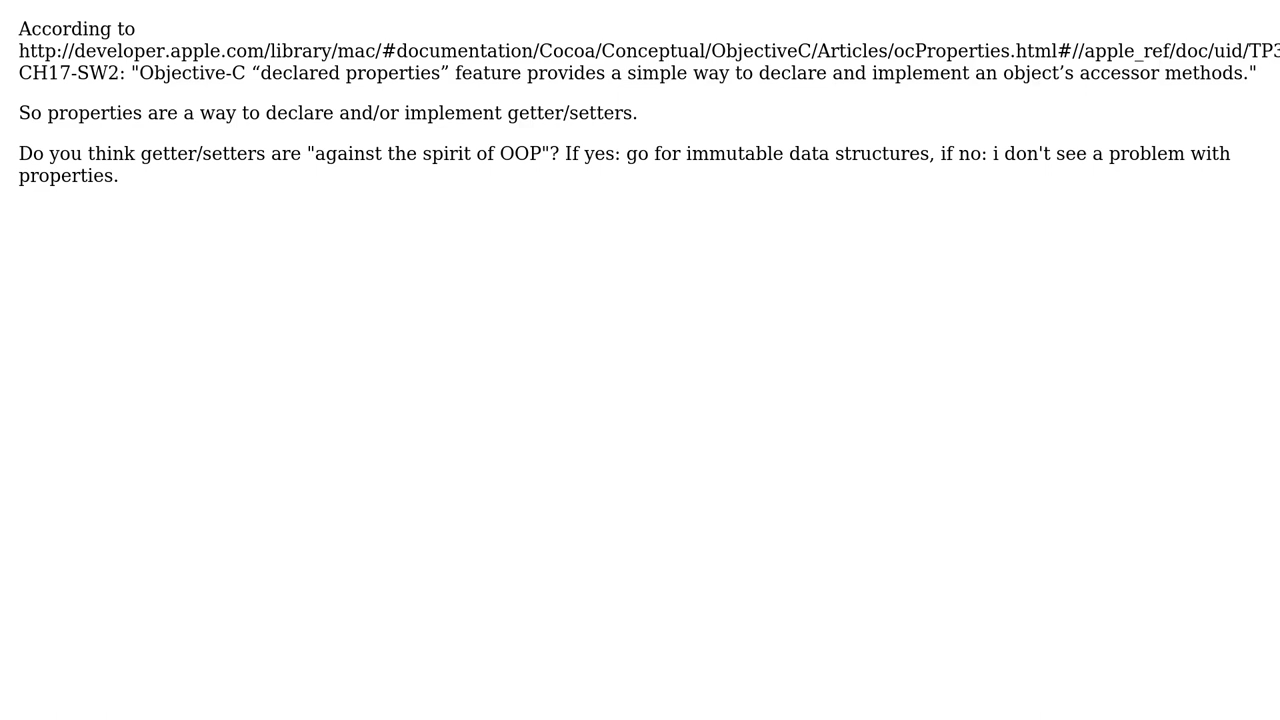 According to
http://developer.apple.com/library/mac/#documentation/Cocoa/Conceptual/ObjectiveC/Articles/ocProperties.html#//apple_ref/doc/uid/TP3
CH17-SW2: "Objective-C “declared properties” feature provides a simple way to declare and implement an object’s accessor methods."
So properties are a way to declare and/or implement getter/setters.
Do you think getter/setters are "against the spirit of OOP"? If yes: go for immutable data structures, if no: i don't see a problem with
properties.